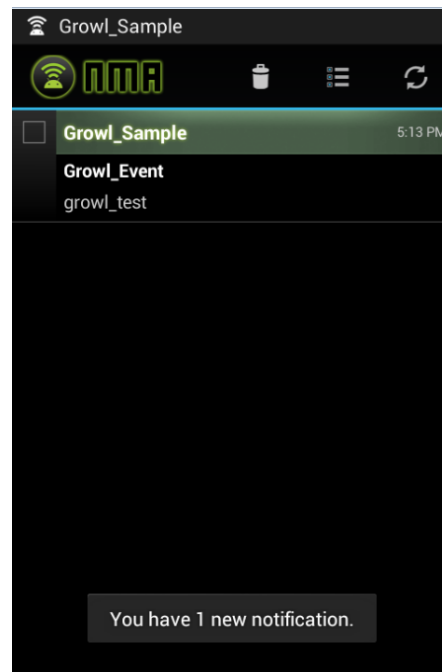 Growl_Sample
NMA
Growl_Sample 5:13 PM
Growl_Event
growl_test
You have 1 new notification.